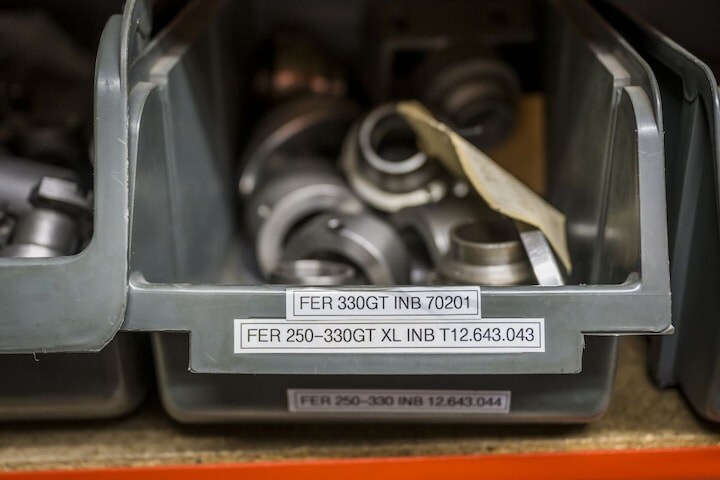 FER 330GT INB 70201
FER 250-330GT XL INB T12.643.043
FER 250-330 INB 12.643.044